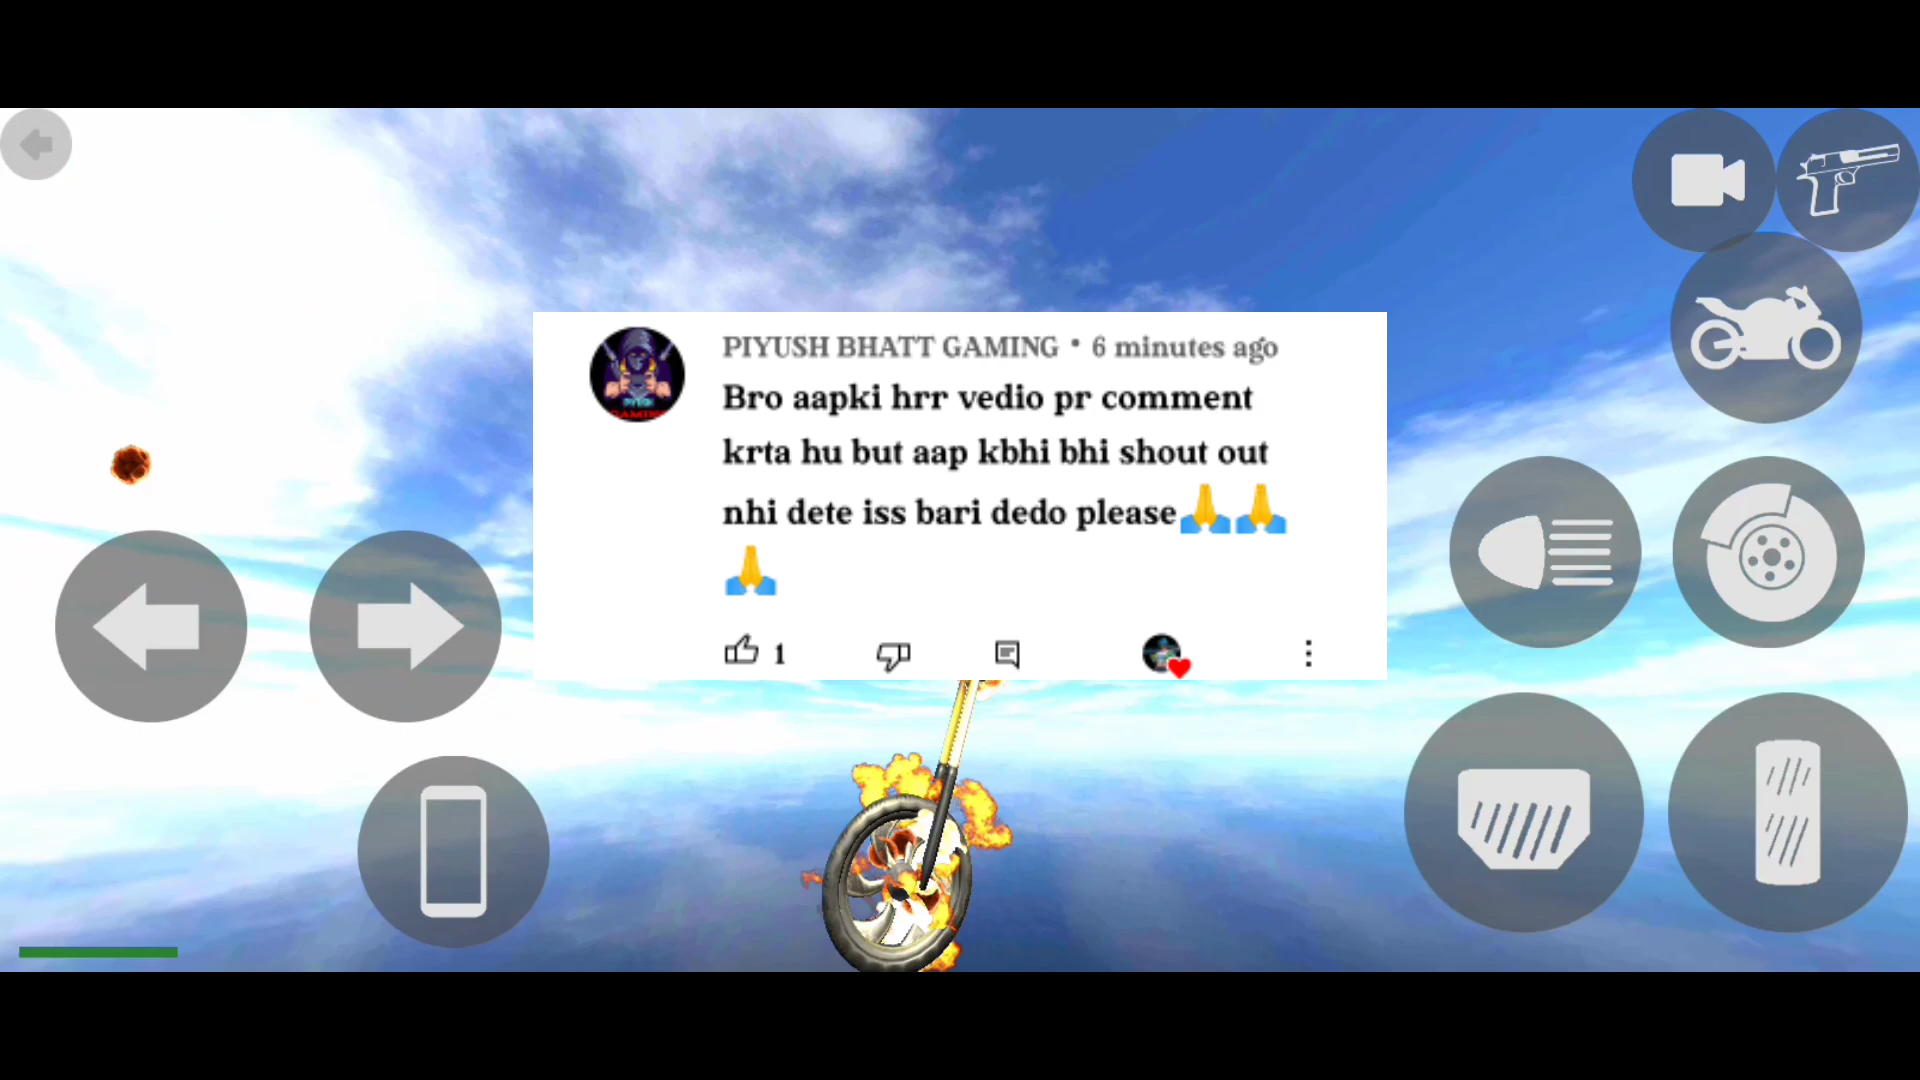 PIYUSH BHATT GAMING • 6 minutes ago
Bro aapki hrr vedio pr comment
krta hu but aap kbhi bhi shout out
nhi dete iss bari dedo please🙏🙏
🙏
1
GAMING